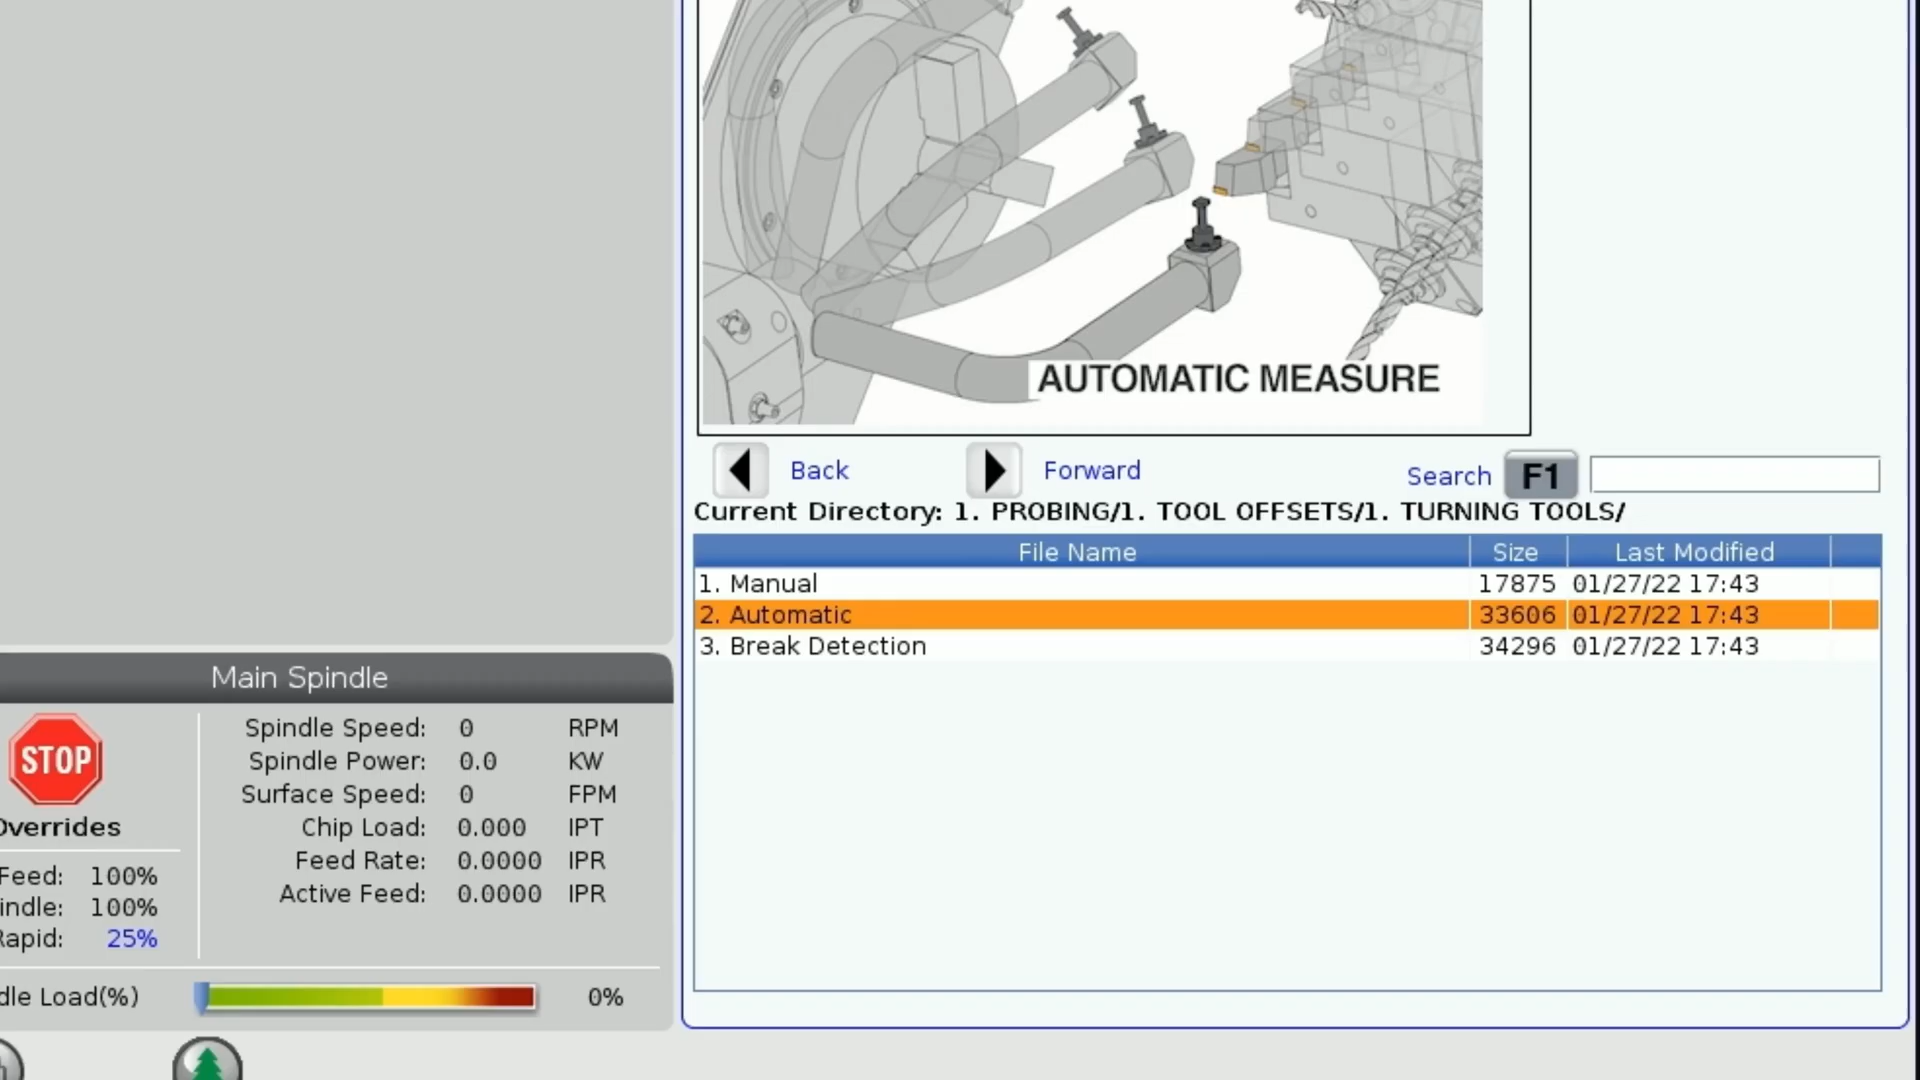 AUTOMATIC MEASURE
Back Forward Search F1
Current Directory: 1. PROBING/1. TOOL OFFSETS/1. TURNING TOOLS/
File Name Size Last Modified
1. Manual 17875 01/27/22 17:43
2. Automatic 33606 01/27/22 17:43
3. Break Detection 34296 01/27/22 17:43
Main Spindle
STOP
Overrides
Feed: 100%
indle: 100%
Rapid: 25%
Spindle Speed: 0 RPM
Spindle Power: 0.0 KW
Surface Speed: 0 FPM
Chip Load: 0.000 IPT
Feed Rate: 0.0000 IPR
Active Feed: 0.0000 IPR
dle Load(%) 0%